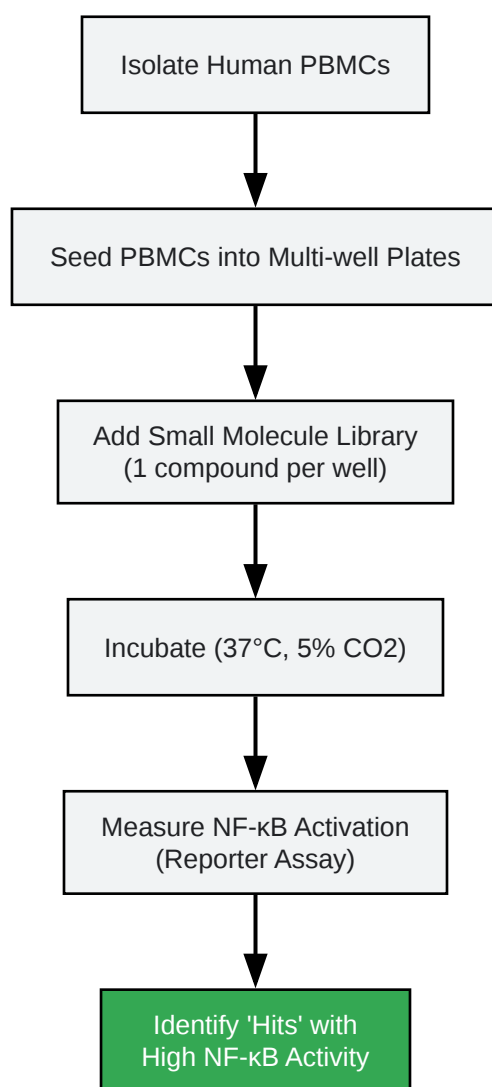 Isolate Human PBMCs
Seed PBMCs into Multi-well Plates
Add Small Molecule Library
(1 compound per well)
Incubate (37°C, 5% CO2)
Measure NF-κB Activation
(Reporter Assay)
Identify 'Hits' with
High NF-κB Activity